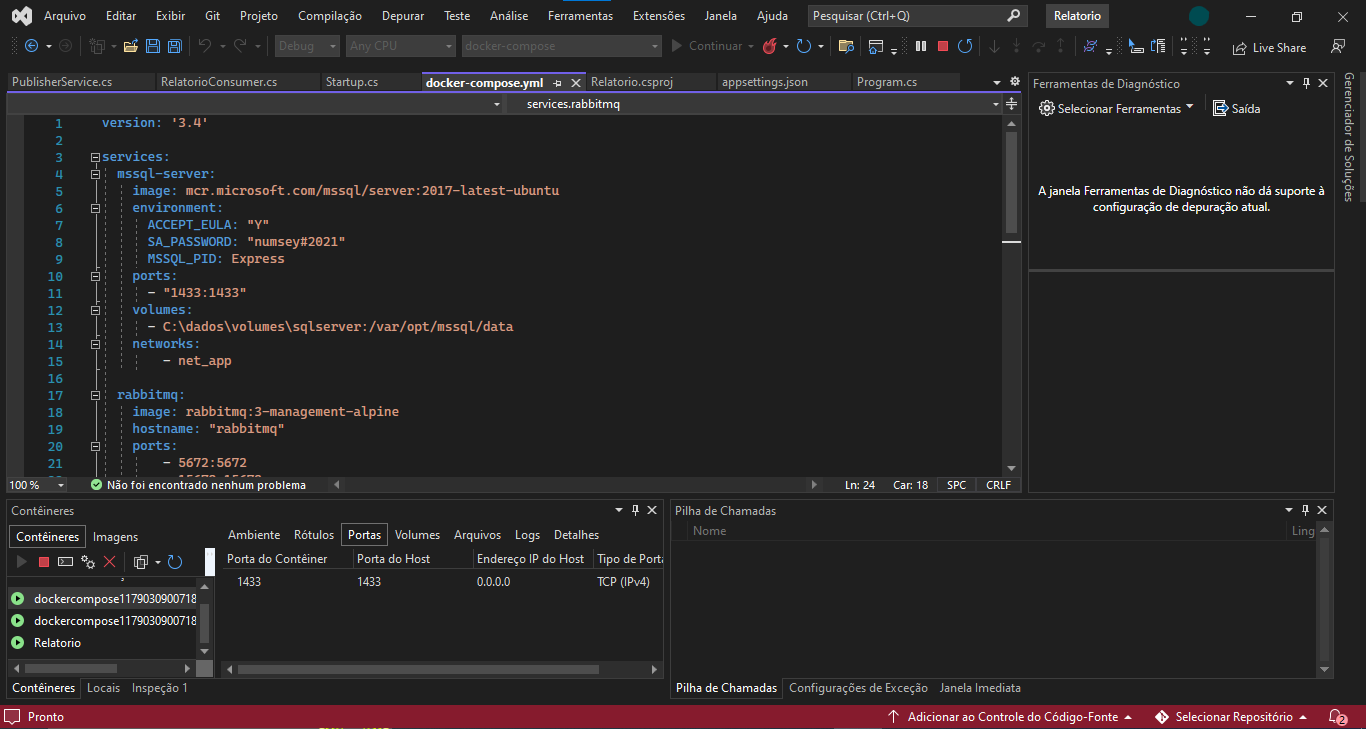 Arquivo Editar Exibir Git Projeto Compilação Depurar Teste Análise Ferramentas Extensões Janela Ajuda Pesquisar (Ctrl+Q) Relatorio
Debug Any CPU docker-compose Continuar Live Share
PublisherService.cs RelatorioConsumer.cs Startup.cs docker-compose.yml Relatorio.csproj appsettings.json Program.cs
services.rabbitmq
1 version: '3.4'
2
3 services:
4 mssql-server:
5 image: mcr.microsoft.com/mssql/server:2017-latest-ubuntu
6 environment:
7 ACCEPT_EULA: "Y"
8 SA_PASSWORD: "numsey#2021"
9 MSSQL_PID: Express
10 ports:
11 - "1433:1433"
12 volumes:
13 - C:\dados\volumes\sqlserver:/var/opt/mssql/data
14 networks:
15 - net_app
16
17 rabbitmq:
18 image: rabbitmq:3-management-alpine
19 hostname: "rabbitmq"
20 ports:
21 - 5672:5672
100 % Não foi encontrado nenhum problema Ln: 24 Car: 18 SPC CRLF
Ferramentas de Diagnóstico
Selecionar Ferramentas Saída
A janela Ferramentas de Diagnóstico não dá suporte à
configuração de depuração atual.
Gerenciador de Soluções
Contêineres
Contêineres Imagens
Ambiente Rótulos Portas Volumes Arquivos Logs Detalhes
Porta do Contêiner Porta do Host Endereço IP do Host Tipo de Porta
1433 1433 0.0.0.0 TCP (IPv4)
dockercompose1179030900718
dockercompose1179030900718
Relatorio
Contêineres Locais Inspeção 1
Pilha de Chamadas
Nome Ling
Pilha de Chamadas Configurações de Exceção Janela Imediata
Pronto Adicionar ao Controle do Código-Fonte Selecionar Repositório 2